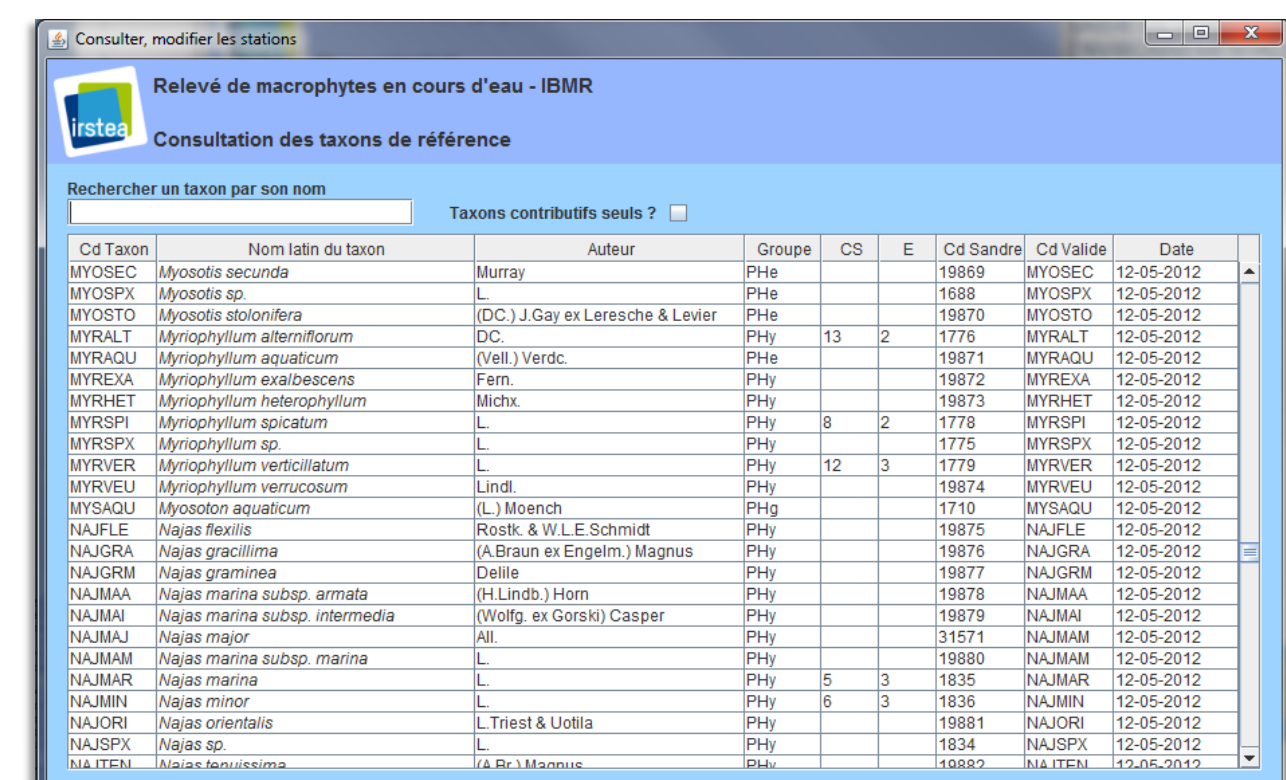 Consulter, modifier les stations
Relevé de macrophytes en cours d'eau - IBMR
irstea
Consultation des taxons de référence
Rechercher un taxon par son nom
Taxons contributifs seuls ?
Cd Taxon Nom latin du taxon Auteur Groupe CS E Cd Sandre Cd Valide Date
MYOSEC Myosotis secunda Murray PHe 19869 MYOSEC 12-05-2012
MYOSPX Myosotis sp. L. PHe 1688 MYOSPX 12-05-2012
MYOSTO Myosotis stolonifera (DC.) J.Gay ex Leresche & Levier PHe 19870 MYOSTO 12-05-2012
MYRALT Myriophyllum alterniflorum DC. PHy 13 2 1776 MYRALT 12-05-2012
MYRAQU Myriophyllum aquaticum (Vell.) Verdc. PHe 19871 MYRAQU 12-05-2012
MYREXA Myriophyllum exalbescens Fern. PHy 19872 MYREXA 12-05-2012
MYRHET Myriophyllum heterophyllum Michx. PHy 19873 MYRHET 12-05-2012
MYRSPI Myriophyllum spicatum L. PHy 8 2 1778 MYRSPI 12-05-2012
MYRSPX Myriophyllum sp. L. PHy 1775 MYRSPX 12-05-2012
MYRVER Myriophyllum verticillatum L. PHy 12 3 1779 MYRVER 12-05-2012
MYRVEU Myriophyllum verrucosum Lindl. PHy 19874 MYRVEU 12-05-2012
MYSAQU Myosoton aquaticum (L.) Moench PHg 1710 MYSAQU 12-05-2012
NAJFLE Najas flexilis Rostk. & W.L.E.Schmidt PHy 19875 NAJFLE 12-05-2012
NAJGRA Najas gracillima (A.Braun ex Engelm.) Magnus PHy 19876 NAJGRA 12-05-2012
NAJGRM Najas graminea Delile PHy 19877 NAJGRM 12-05-2012
NAJMAA Najas marina subsp. armata (H.Lindb.) Horn PHy 19878 NAJMAA 12-05-2012
NAJMAI Najas marina subsp. intermedia (Wolfg. ex Gorski) Casper PHy 19879 NAJMAI 12-05-2012
NAJMAJ Najas major All. PHy 31571 NAJMAM 12-05-2012
NAJMAM Najas marina subsp. marina L. PHy 19880 NAJMAM 12-05-2012
NAJMAR Najas marina L. PHy 5 3 1835 NAJMAR 12-05-2012
NAJMIN Najas minor L. PHy 6 3 1836 NAJMIN 12-05-2012
NAJORI Najas orientalis L.Triest & Uotila PHy 19881 NAJORI 12-05-2012
NAJSPX Najas sp. L. PHy 1834 NAJSPX 12-05-2012
NAJTEN Najas tenuissima (A.Br.) Magnus PHy 19882 NAJTEN 12-05-2012